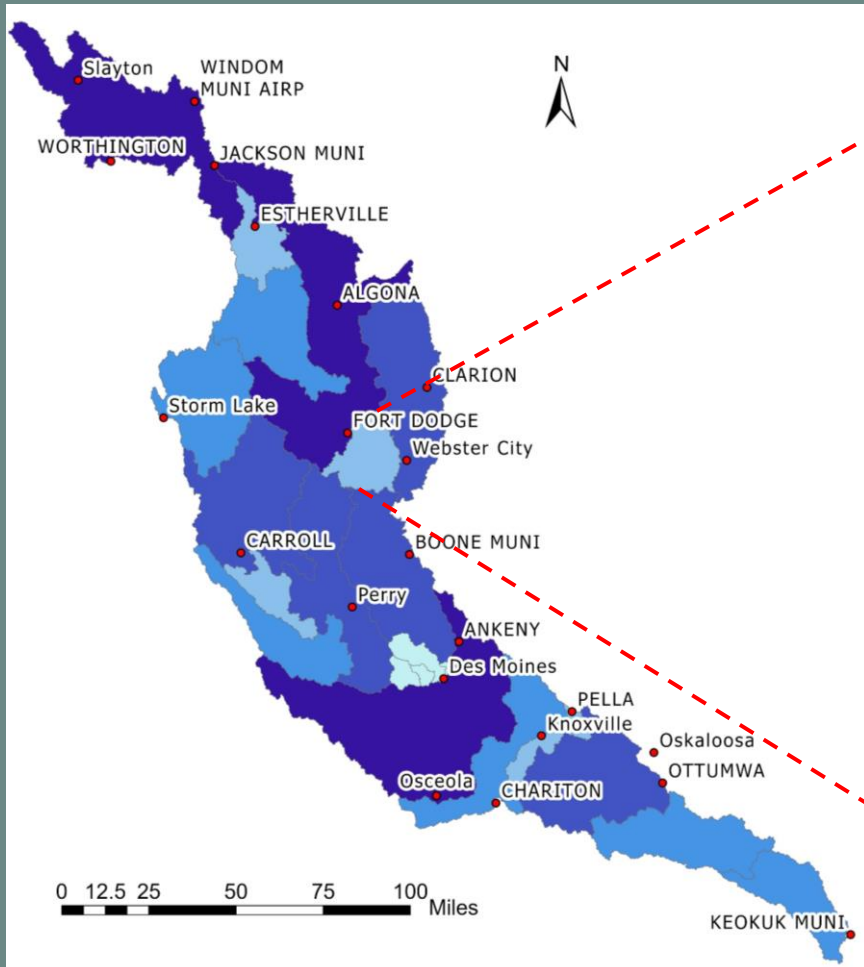 Slayton
WINDOM
MUNI AIRP
N
WORTHINGTON
JACKSON MUNI
ESTHERVILLE
ALGONA
CLARION
Storm Lake
FORT DODGE
Webster City
CARROLL
BOONE MUNI
Perry
ANKENY
Des Moines
PELLA
Knoxville
Oskaloosa
OTTUMWA
Osceola
CHARITON
0 12.5 25 50 75 100
Miles
KEOKUK MUNI